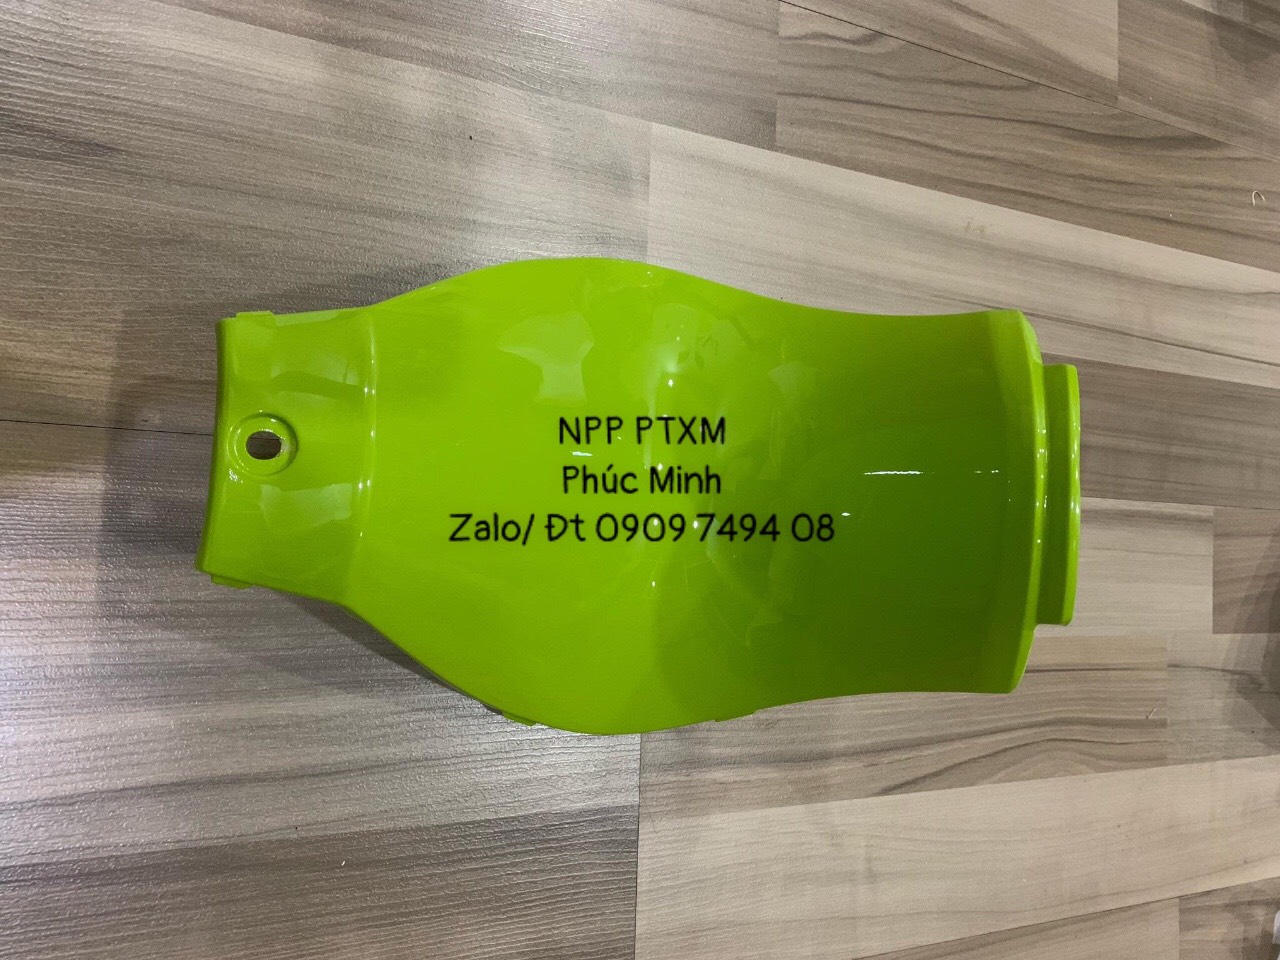 NPP PTXM
Phúc Minh
Zalo/ Đt 0909 7494 08